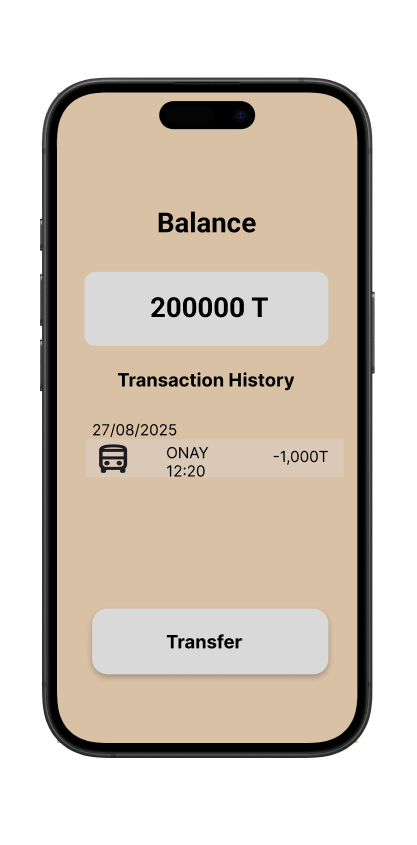 Balance
200000 T
Transaction History
27/08/2025
ONAY -1,000T
12:20
Transfer